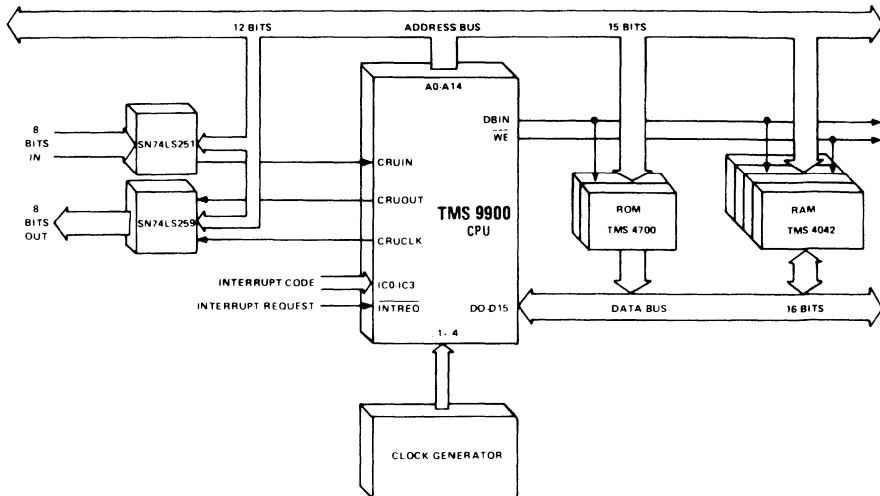 12 BITS ADDRESS BUS 15 BITS
A0-A14
DBIN
WE
8
BITS
IN
SN74LS251
CRUIN
8
BITS
OUT
SN74LS259
CRUOUT
CRUCLK
TMS 9900
CPU
ROM
TMS 4700
RAM
TMS 4042
INTERRUPT CODE
IC0-IC3
INTERRUPT REQUEST
INTREQ
DO-D15
DATA BUS
16 BITS
1-4
CLOCK GENERATOR